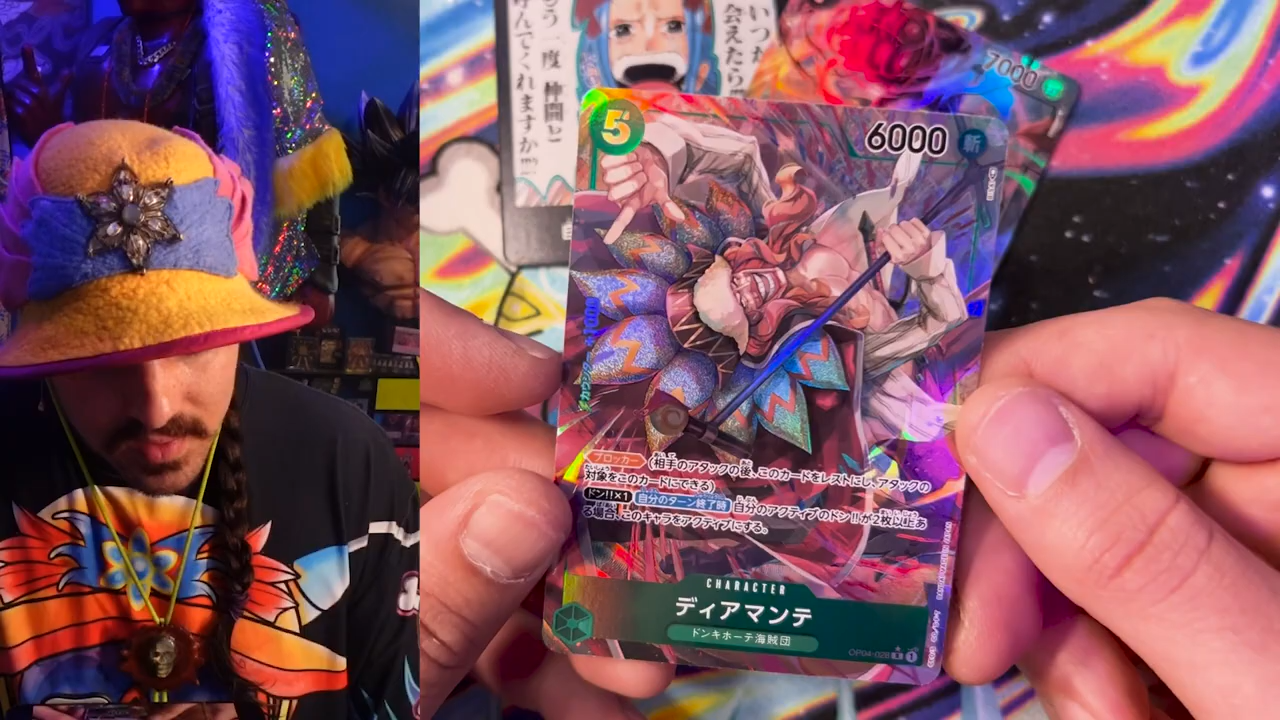 いつか
会えたら
もう一度仲間と
呼んでくれますか!!!
7000
5
6000
斬
ブロッカー (相手のアタックの後、このカードをレストにし、アタックの
対象をこのカードにできる)
ドン!!×1 自分のターン終了時 自分のアクティブのドン!!が2枚以上あ
る場合、このキャラをアクティブにする。
CHARACTER
ディアマンテ
ドンキホーテ海賊団
OP04-028 R 1